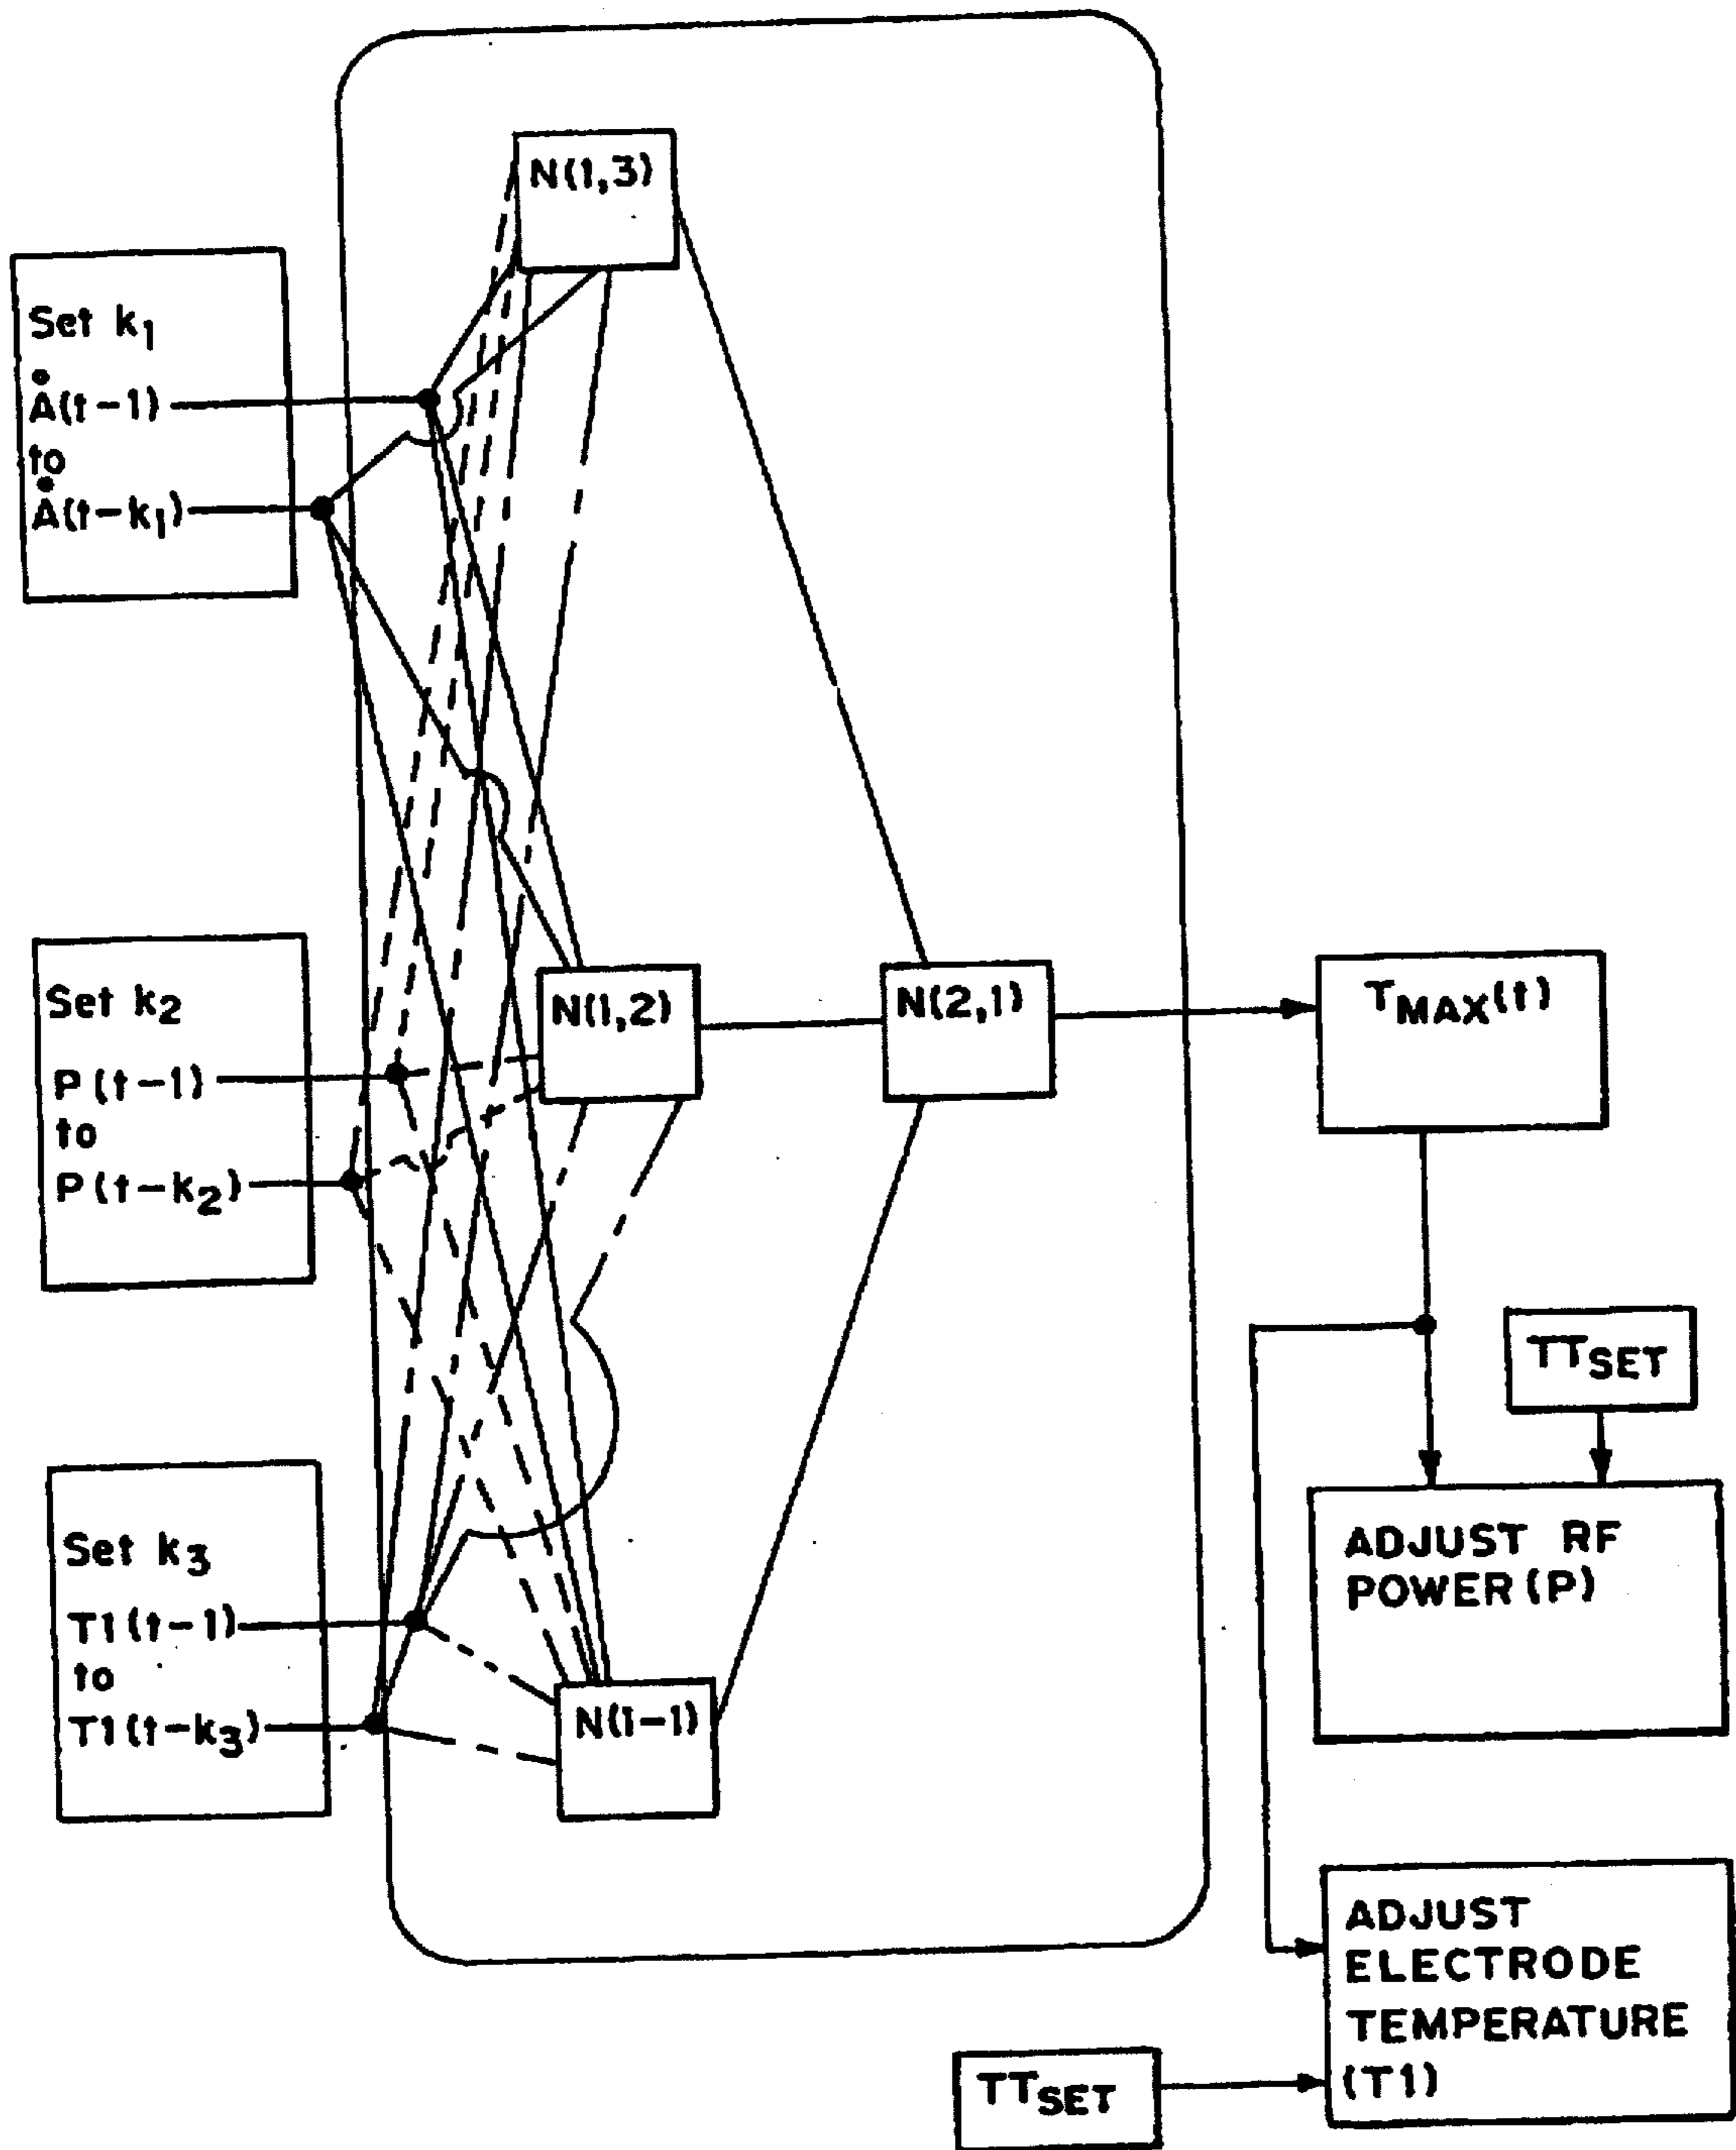 N(1,3)
Set k₁
Ȧ(t-1)
to
Ȧ(t-k₁)
Set k₂
P(t-1)
to
P(t-k₂)
N(1,2)
N(2,1)
TMAX(t)
TTSET
ADJUST RF
POWER(P)
Set k₃
T1(t-1)
to
T1(t-k₃)
N(1-1)
ADJUST
ELECTRODE
TEMPERATURE
(T1)
TTSET